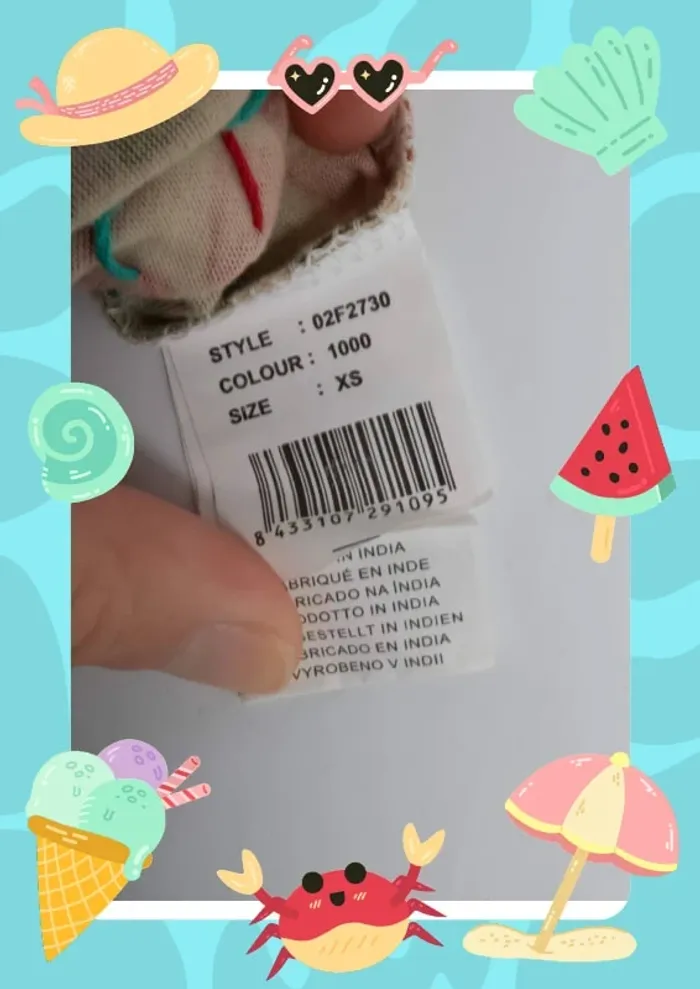 STYLE : 02F2730
COLOUR : 1000
SIZE : XS
8 433107 291095
IN INDIA
BRIQUÉ EN INDE
RICADO NA ÍNDIA
ODOTTO IN INDIA
ESTELLT IN INDIEN
BRICADO EN INDIA
VYROBENO V INDII